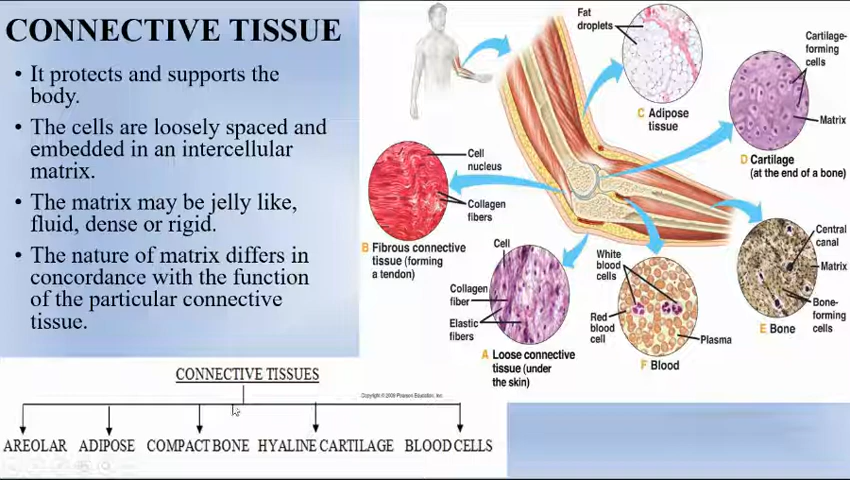 CONNECTIVE TISSUE
• It protects and supports the
body.
• The cells are loosely spaced and
embedded in an intercellular
matrix.
• The matrix may be jelly like,
fluid, dense or rigid.
• The nature of matrix differs in
concordance with the function
of the particular connective
tissue.
Fat
droplets
C Adipose
tissue
Cartilage-
forming
cells
Matrix
D Cartilage
(at the end of a bone)
Cell
nucleus
Collagen
fibers
B Fibrous connective
tissue (forming
a tendon)
Cell
Collagen
fiber
Elastic
fibers
A Loose connective
tissue (under
the skin)
White
blood
cells
Red
blood
cell
Plasma
F Blood
Central
canal
Matrix
Bone-
forming
cells
E Bone
Copyright © 2009 Pearson Education, Inc.
CONNECTIVE TISSUES
AREOLAR ADIPOSE COMPACT BONE HYALINE CARTILAGE BLOOD CELLS